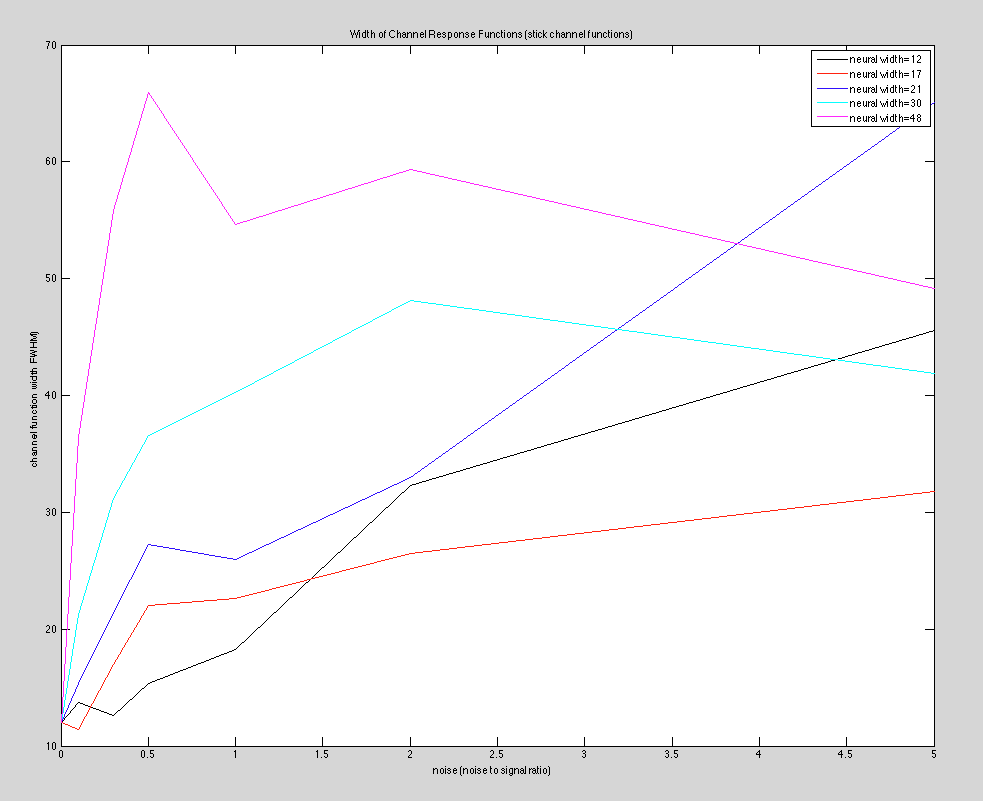 Width of Channel Response Functions (stick channel functions)
70
60
50
40
30
20
10
channel function width FWHM)
neural width=12
neural width=17
neural width=21
neural width=30
neural width=48
0 0.5 1 1.5 2 2.5 3 3.5 4 4.5 5
noise (noise to signal ratio)